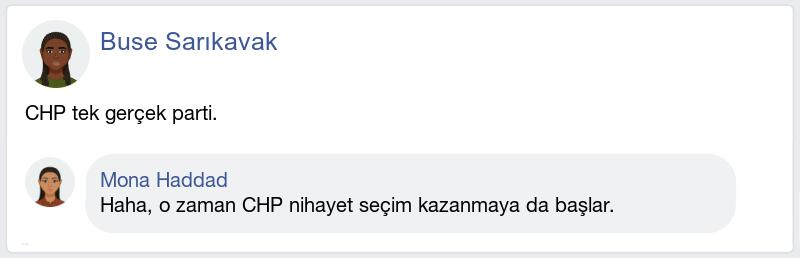 Buse Sarıkavak
CHP tek gerçek parti.
Mona Haddad
Haha, o zaman CHP nihayet seçim kazanmaya da başlar.